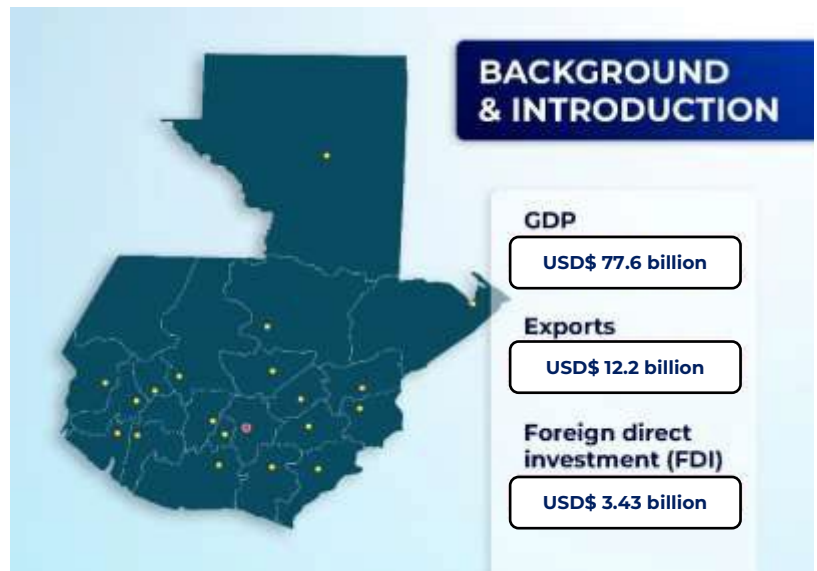 BACKGROUND
& INTRODUCTION
GDP
USD$ 77.6 billion
Exports
USD$ 12.2 billion
Foreign direct
investment (FDI)
USD$ 3.43 billion